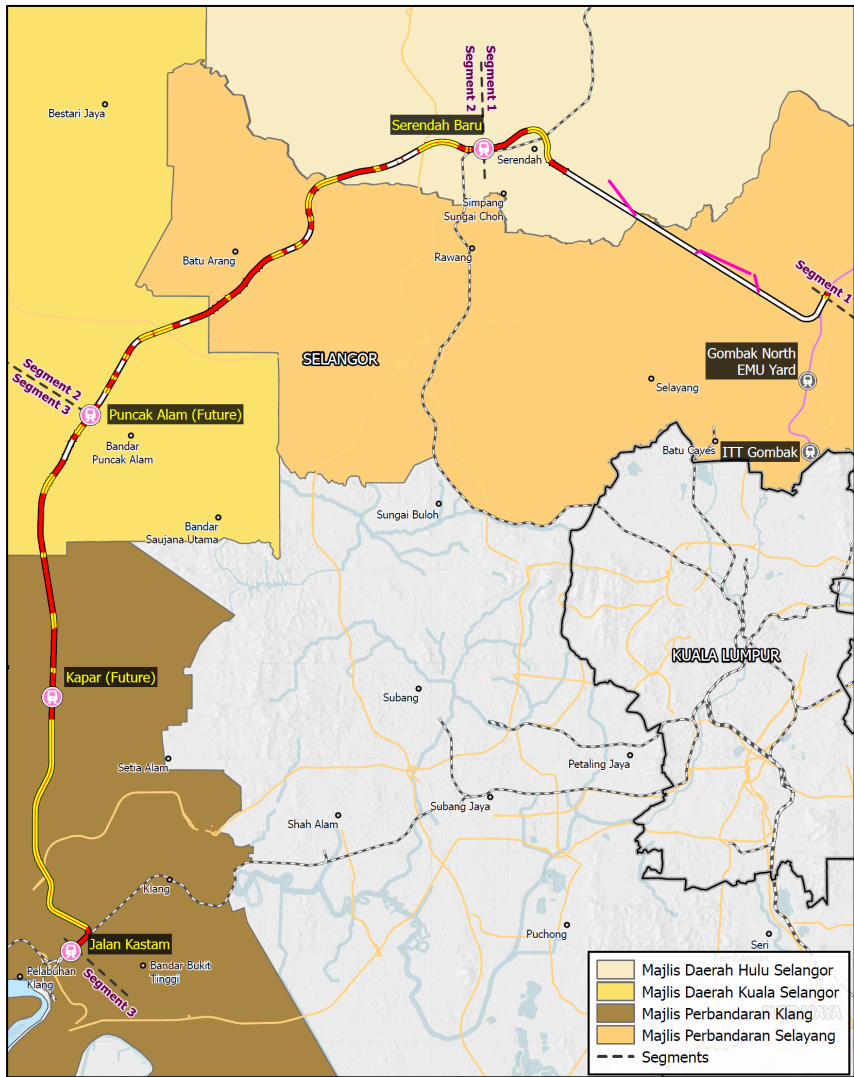 Bestari Jaya
Segment 1
Segment 2
Serendah Baru
Serendah
Simpang
Sungai Choh
Batu Arang
Rawang
Segment 1
SELANGOR
Gombak North
EMU Yard
Segment 2
Segment 3
Selayang
Puncak Alam (Future)
Bandar
Puncak Alam
Batu Caves
ITT Gombak
Sungai Buloh
Bandar
Saujana Utama
KUALA LUMPUR
Kapar (Future)
Subang
Setia Alam
Petaling Jaya
Subang Jaya
Shah Alam
Klang
Puchong
Jalan Kastam
Seri
Kembangan
Pelabuhan
Klang
Bandar Bukit
Tinggi
Segment 3
Majlis Daerah Hulu Selangor
Majlis Daerah Kuala Selangor
Majlis Perbandaran Klang
Majlis Perbandaran Selayang
Segments